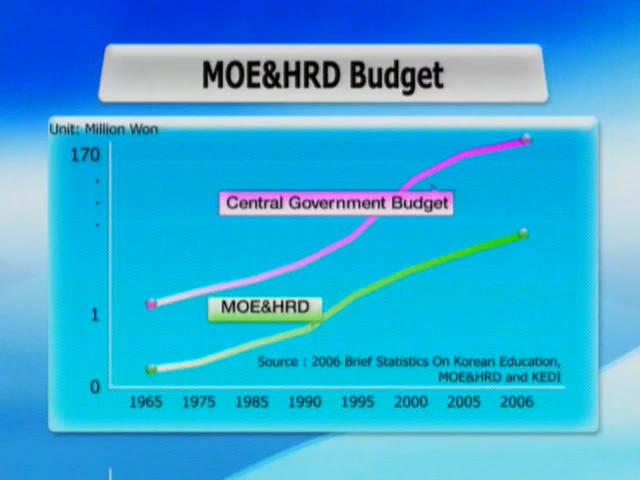 MOE&HRD Budget
Unit: Million Won
170
.
.
.
Central Government Budget
MOE&HRD
1
Source : 2006 Brief Statistics On Korean Education,
MOE&HRD and KEDI
0
1965 1975 1985 1990 1995 2000 2005 2006